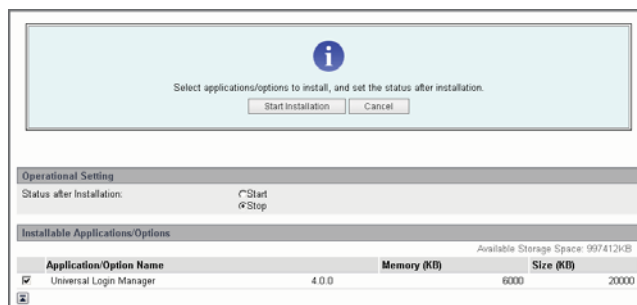 Select applications/options to install, and set the status after installation.
Start Installation Cancel
Operational Setting
Status after Installation: Start
Stop
Installable Applications/Options
Available Storage Space: 997412KB
Application/Option Name Memory (KB) Size (KB)
Universal Login Manager 4.0.0 6000 20000